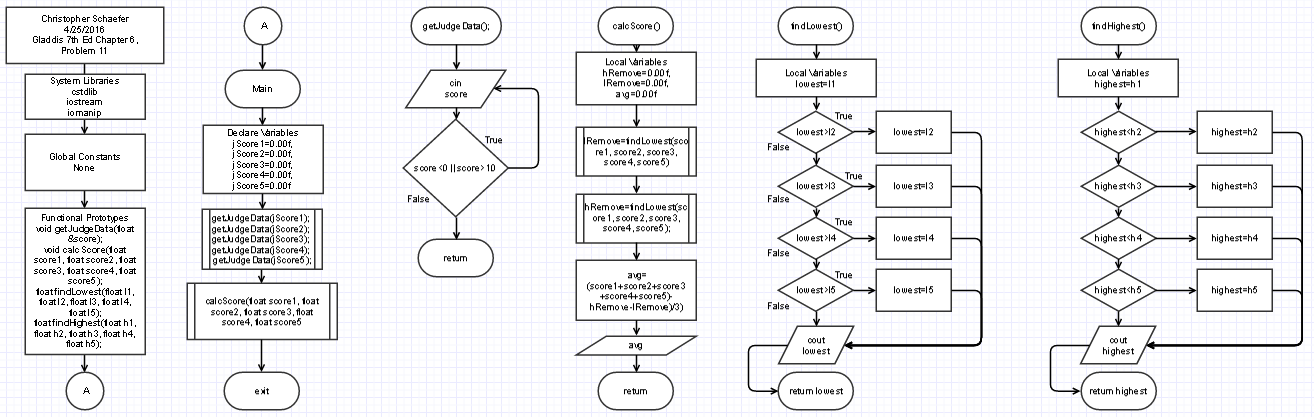 Christopher Schaefer
4/25/2016
Gladdis 7th Ed Chapter 6,
Problem 11
System Libraries
cstdlib
iostream
iomanip
Global Constants
None
Functional Prototypes
void getJudgeData(float
&score);
void calcScore(float
score1, float score2, float
score3, float score4, float
score5);
float findLowest(float l1,
float l2, float l3, float l4,
float l5);
float findHighest(float h1,
float h2, float h3, float h4,
float h5);
A
A
Main
Declare Variables
jScore1=0.00f,
jScore2=0.00f,
jScore3=0.00f,
jScore4=0.00f,
jScore5=0.00f
getJudgeData(jScore1);
getJudgeData(jScore2);
getJudgeData(jScore3);
getJudgeData(jScore4);
getJudgeData(jScore5);
calcScore(float score1, float
score2, float score3, float
score4, float score5
exit
getJudgeData();
cin
score
True
score<0 || score>10
False
return
calcScore()
Local Variables
hRemove=0.00f,
lRemove=0.00f,
avg=0.00f
lRemove=findLowest(sco
re1, score2, score3,
score4, score5)
hRemove=findLowest(sco
re1, score2, score3,
score4, score5);
avg=
(score1+score2+score3
+score4+score5)-
hRemove-lRemove)/3)
avg
return
findLowest()
Local Variables
lowest=l1
lowest>l2
True
lowest=l2
False
lowest>l3
True
lowest=l3
False
lowest>l4
True
lowest=l4
False
lowest>l5
True
lowest=l5
False
cout
lowest
return lowest
findHighest()
Local Variables
highest=h1
highest<h2
highest=h2
highest<h3
highest=h3
highest<h4
highest=h4
highest<h5
highest=h5
cout
highest
return highest